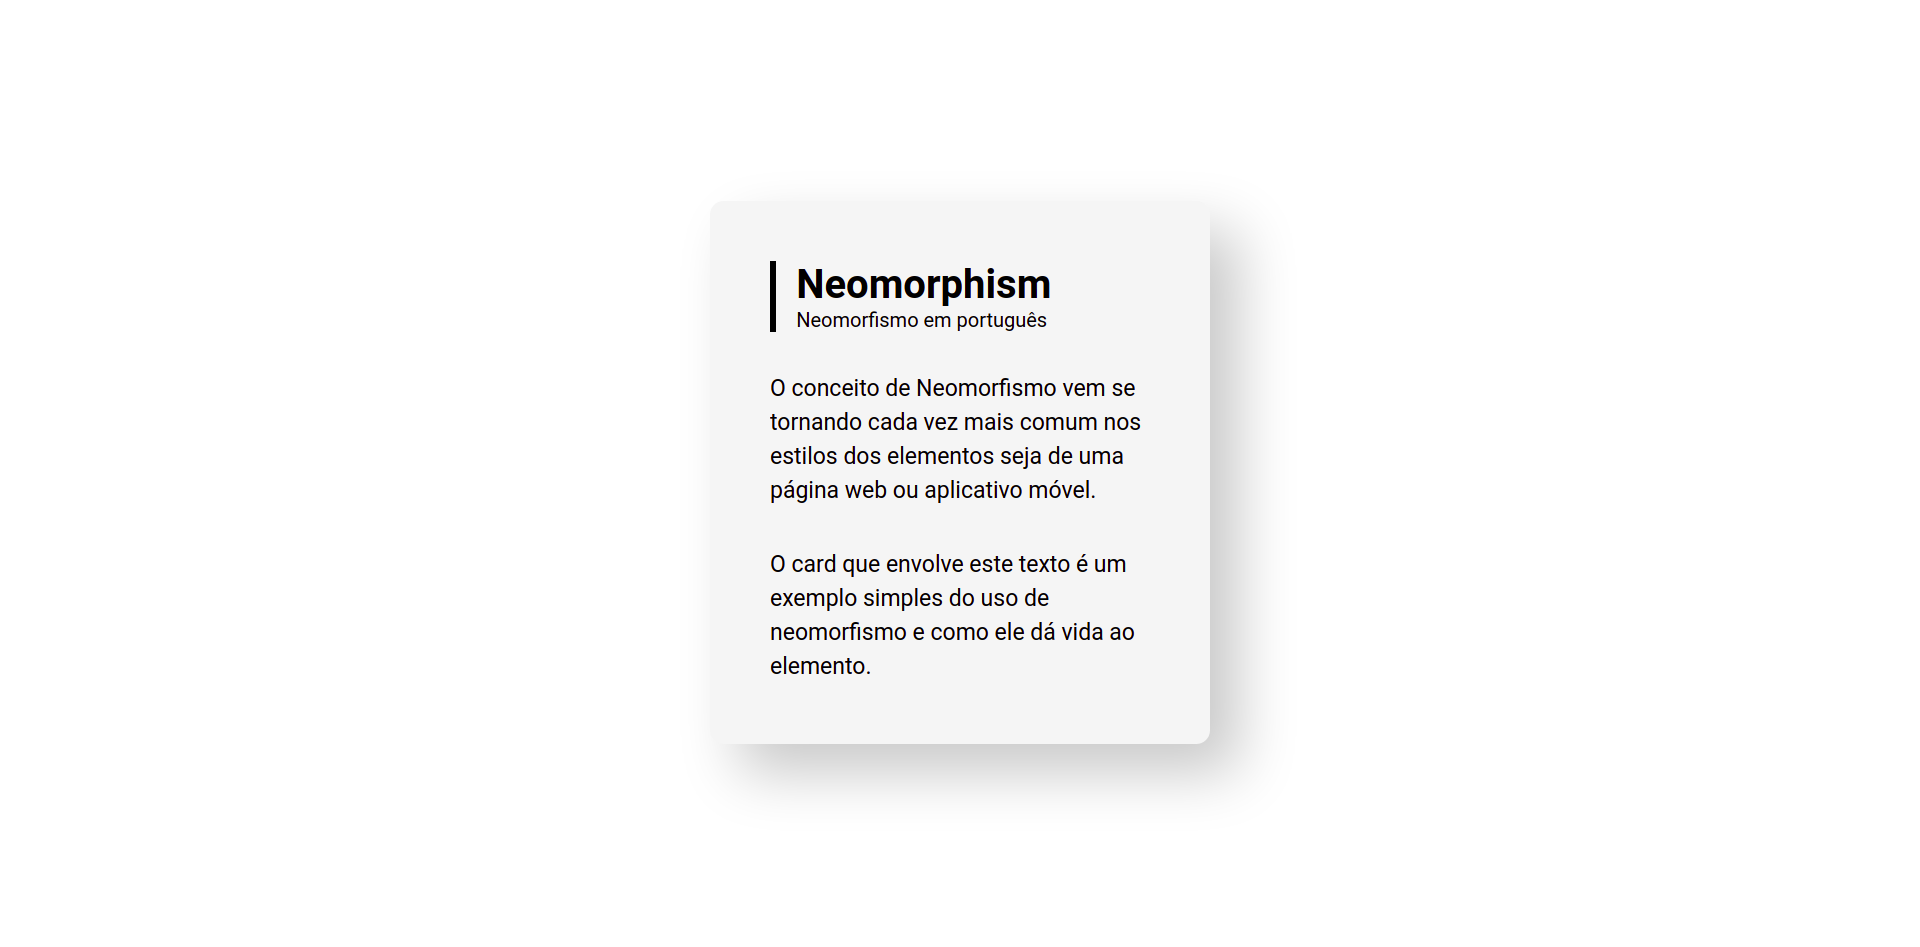 Neomorphism
Neomorfismo em português
O conceito de Neomorfismo vem se
tornando cada vez mais comum nos
estilos dos elementos seja de uma
página web ou aplicativo móvel.
O card que envolve este texto é um
exemplo simples do uso de
neomorfismo e como ele dá vida ao
elemento.